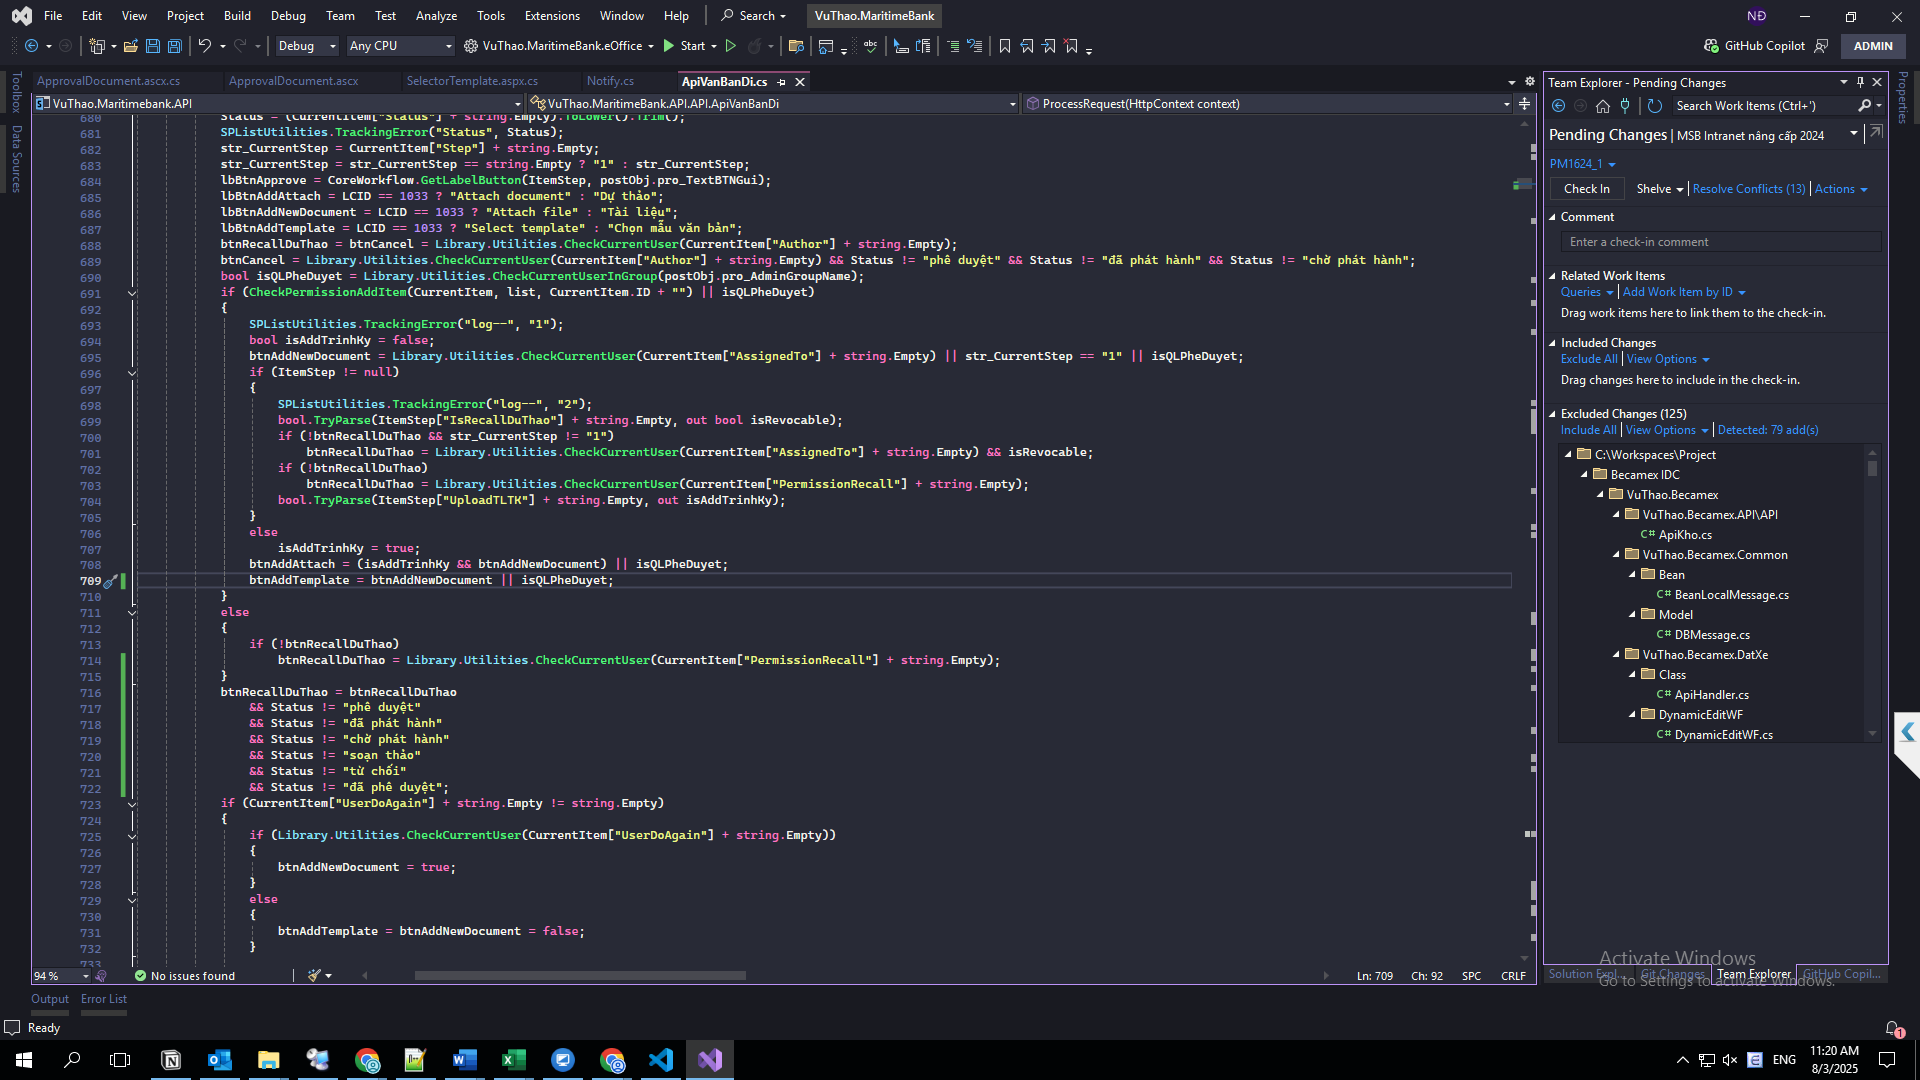 File Edit View Project Build Debug Team Test Analyze Tools Extensions Window Help Search VuThao.MaritimeBank NĐ
Debug Any CPU VuThao.MaritimeBank.eOffice Start GitHub Copilot ADMIN
Toolbox
Data Sources
ApprovalDocument.ascx.cs ApprovalDocument.ascx SelectorTemplate.aspx.cs Notify.cs ApiVanBanDi.cs
VuThao.Maritimebank.API VuThao.MaritimeBank.API.API.ApiVanBanDi ProcessRequest(HttpContext context)
680 Status = (CurrentItem["Status"] + string.Empty).ToLower().Trim();
681 SPListUtilities.TrackingError("Status", Status);
682 str_CurrentStep = CurrentItem["Step"] + string.Empty;
683 str_CurrentStep = str_CurrentStep == string.Empty ? "1" : str_CurrentStep;
684 lbBtnApprove = CoreWorkflow.GetLabelButton(ItemStep, postObj.pro_TextBTNGui);
685 lbBtnAddAttach = LCID == 1033 ? "Attach document" : "Dự thảo";
686 lbBtnAddNewDocument = LCID == 1033 ? "Attach file" : "Tài liệu";
687 lbBtnAddTemplate = LCID == 1033 ? "Select template" : "Chọn mẫu văn bản";
688 btnRecallDuThao = btnCancel = Library.Utilities.CheckCurrentUser(CurrentItem["Author"] + string.Empty);
689 btnCancel = Library.Utilities.CheckCurrentUser(CurrentItem["Author"] + string.Empty) && Status != "phê duyệt" && Status != "đã phát hành" && Status != "chờ phát hành";
690 bool isQLPheDuyet = Library.Utilities.CheckCurrentUserInGroup(postObj.pro_AdminGroupName);
691 if (CheckPermissionAddItem(CurrentItem, list, CurrentItem.ID + "") || isQLPheDuyet)
692 {
693 SPListUtilities.TrackingError("log--", "1");
694 bool isAddTrinhKy = false;
695 btnAddNewDocument = Library.Utilities.CheckCurrentUser(CurrentItem["AssignedTo"] + string.Empty) || str_CurrentStep == "1" || isQLPheDuyet;
696 if (ItemStep != null)
697 {
698 SPListUtilities.TrackingError("log--", "2");
699 bool.TryParse(ItemStep["IsRecallDuThao"] + string.Empty, out bool isRevocable);
700 if (!btnRecallDuThao && str_CurrentStep != "1")
701 btnRecallDuThao = Library.Utilities.CheckCurrentUser(CurrentItem["AssignedTo"] + string.Empty) && isRevocable;
702 if (!btnRecallDuThao)
703 btnRecallDuThao = Library.Utilities.CheckCurrentUser(CurrentItem["PermissionRecall"] + string.Empty);
704 bool.TryParse(ItemStep["UploadTLTK"] + string.Empty, out isAddTrinhKy);
705 }
706 else
707 isAddTrinhKy = true;
708 btnAddAttach = (isAddTrinhKy && btnAddNewDocument) || isQLPheDuyet;
709 btnAddTemplate = btnAddNewDocument || isQLPheDuyet;
710 }
711 else
712 {
713 if (!btnRecallDuThao)
714 btnRecallDuThao = Library.Utilities.CheckCurrentUser(CurrentItem["PermissionRecall"] + string.Empty);
715 }
716 btnRecallDuThao = btnRecallDuThao
717 && Status != "phê duyệt"
718 && Status != "đã phát hành"
719 && Status != "chờ phát hành"
720 && Status != "soạn thảo"
721 && Status != "từ chối"
722 && Status != "đã phê duyệt";
723 if (CurrentItem["UserDoAgain"] + string.Empty != string.Empty)
724 {
725 if (Library.Utilities.CheckCurrentUser(CurrentItem["UserDoAgain"] + string.Empty))
726 {
727 btnAddNewDocument = true;
728 }
729 else
730 {
731 btnAddTemplate = btnAddNewDocument = false;
732 }
733
94 % No issues found Ln: 709 Ch: 92 SPC CRLF
Output Error List
Ready
Team Explorer - Pending Changes
Search Work Items (Ctrl+')
Pending Changes | MSB Intranet nâng cấp 2024
PM1624_1
Check In Shelve Resolve Conflicts (13) Actions
Comment
Enter a check-in comment
Related Work Items
Queries Add Work Item by ID
Drag work items here to link them to the check-in.
Included Changes
Exclude All View Options
Drag changes here to include in the check-in.
Excluded Changes (125)
Include All View Options Detected: 79 add(s)
C:\Workspaces\Project
Becamex IDC
VuThao.Becamex
VuThao.Becamex.API\API
C# ApiKho.cs
VuThao.Becamex.Common
Bean
C# BeanLocalMessage.cs
Model
C# DBMessage.cs
VuThao.Becamex.DatXe
Class
C# ApiHandler.cs
DynamicEditWF
C# DynamicEditWF.cs
Properties
Activate Windows
Go to Settings to activate Windows.
Solution Expl... Git Changes Team Explorer GitHub Copil...
1
ENG 11:20 AM
8/3/2025